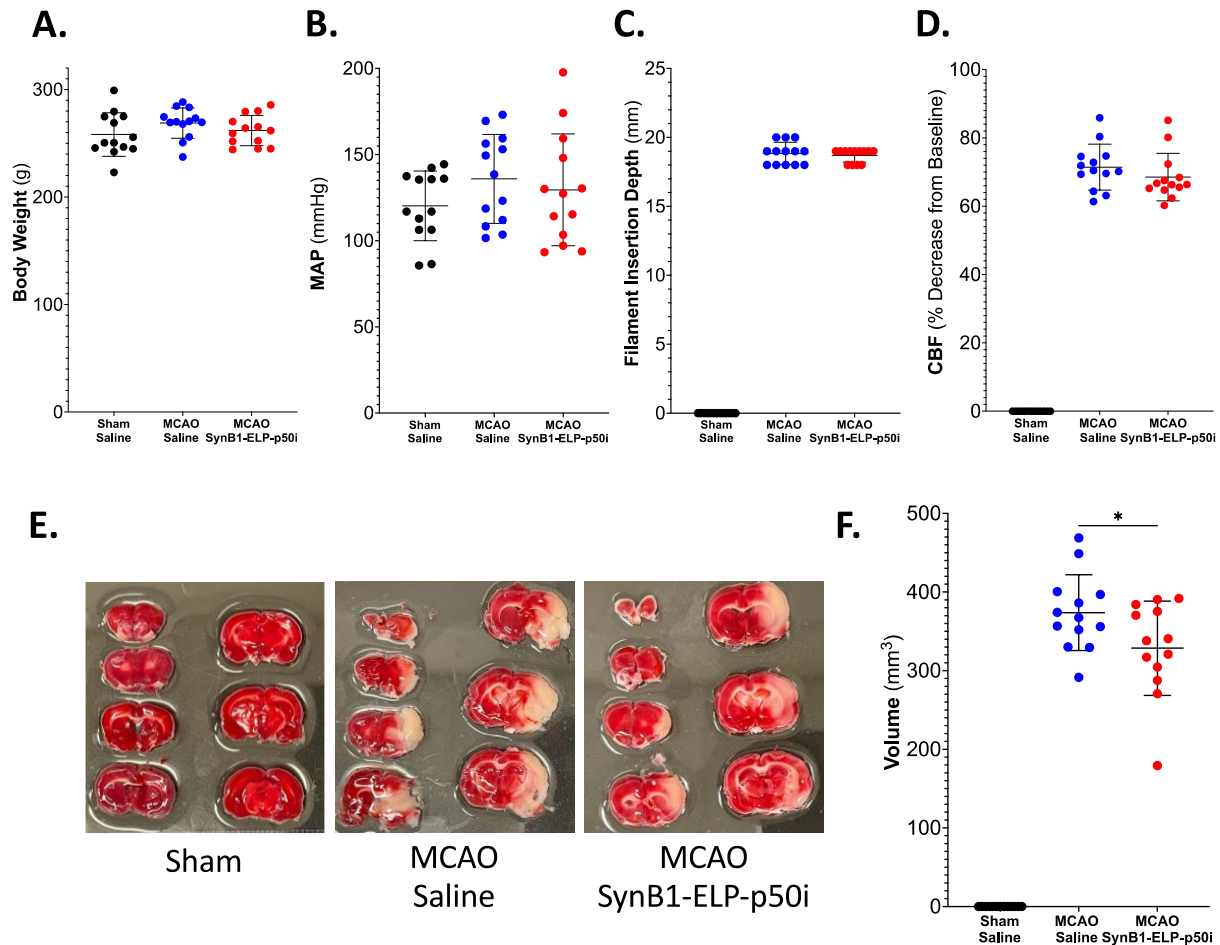 A.
Body Weight (g)
300
200
100
0
Sham
Saline
MCAO
Saline
MCAO
SynB1-ELP-p50i
B.
MAP (mmHg)
200
150
100
50
0
Sham
Saline
MCAO
Saline
MCAO
SynB1-ELP-p50i
C.
Filament Insertion Depth (mm)
25
20
15
10
5
0
Sham
Saline
MCAO
Saline
MCAO
SynB1-ELP-p50i
D.
CBF (% Decrease from Baseline)
100
80
60
40
20
0
Sham
Saline
MCAO
Saline
MCAO
SynB1-ELP-p50i
E.
Sham
MCAO
Saline
MCAO
SynB1-ELP-p50i
F.
Volume (mm³)
500
400
300
200
100
0
*
Sham
Saline
MCAO
Saline
MCAO
SynB1-ELP-p50i